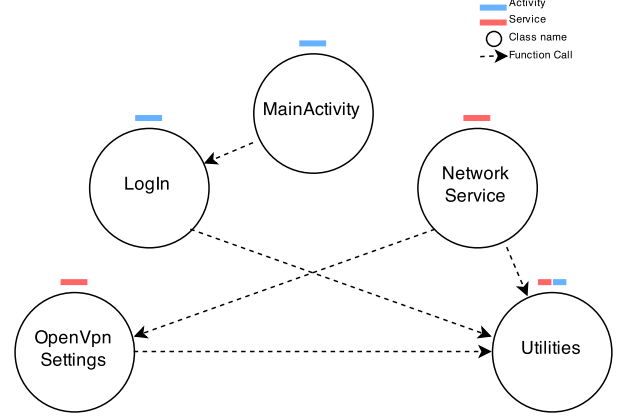 Activity
Service
Class name
Function Call
MainActivity
LogIn
Network
Service
OpenVpn
Settings
Utilities